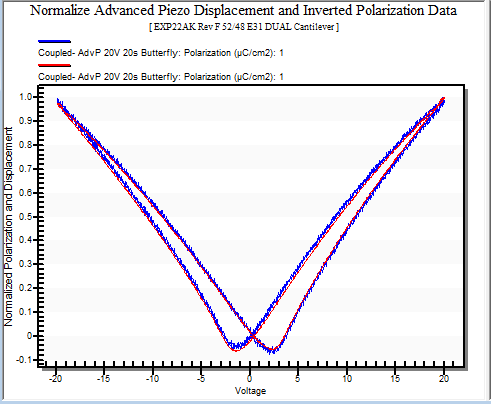 Normalize Advanced Piezo Displacement and Inverted Polarization Data
[ EXP22AK Rev F 52/48 E31 DUAL Cantilever ]
Coupled- AdvP 20V 20s Butterfly: Polarization (µC/cm2): 1
Coupled- AdvP 20V 20s Butterfly: Polarization (µC/cm2): 1
Normalized Polarization and Displacement
1.0
0.9
0.8
0.7
0.6
0.5
0.4
0.3
0.2
0.1
0
-0.1
-20 -15 -10 -5 0 5 10 15 20
Voltage